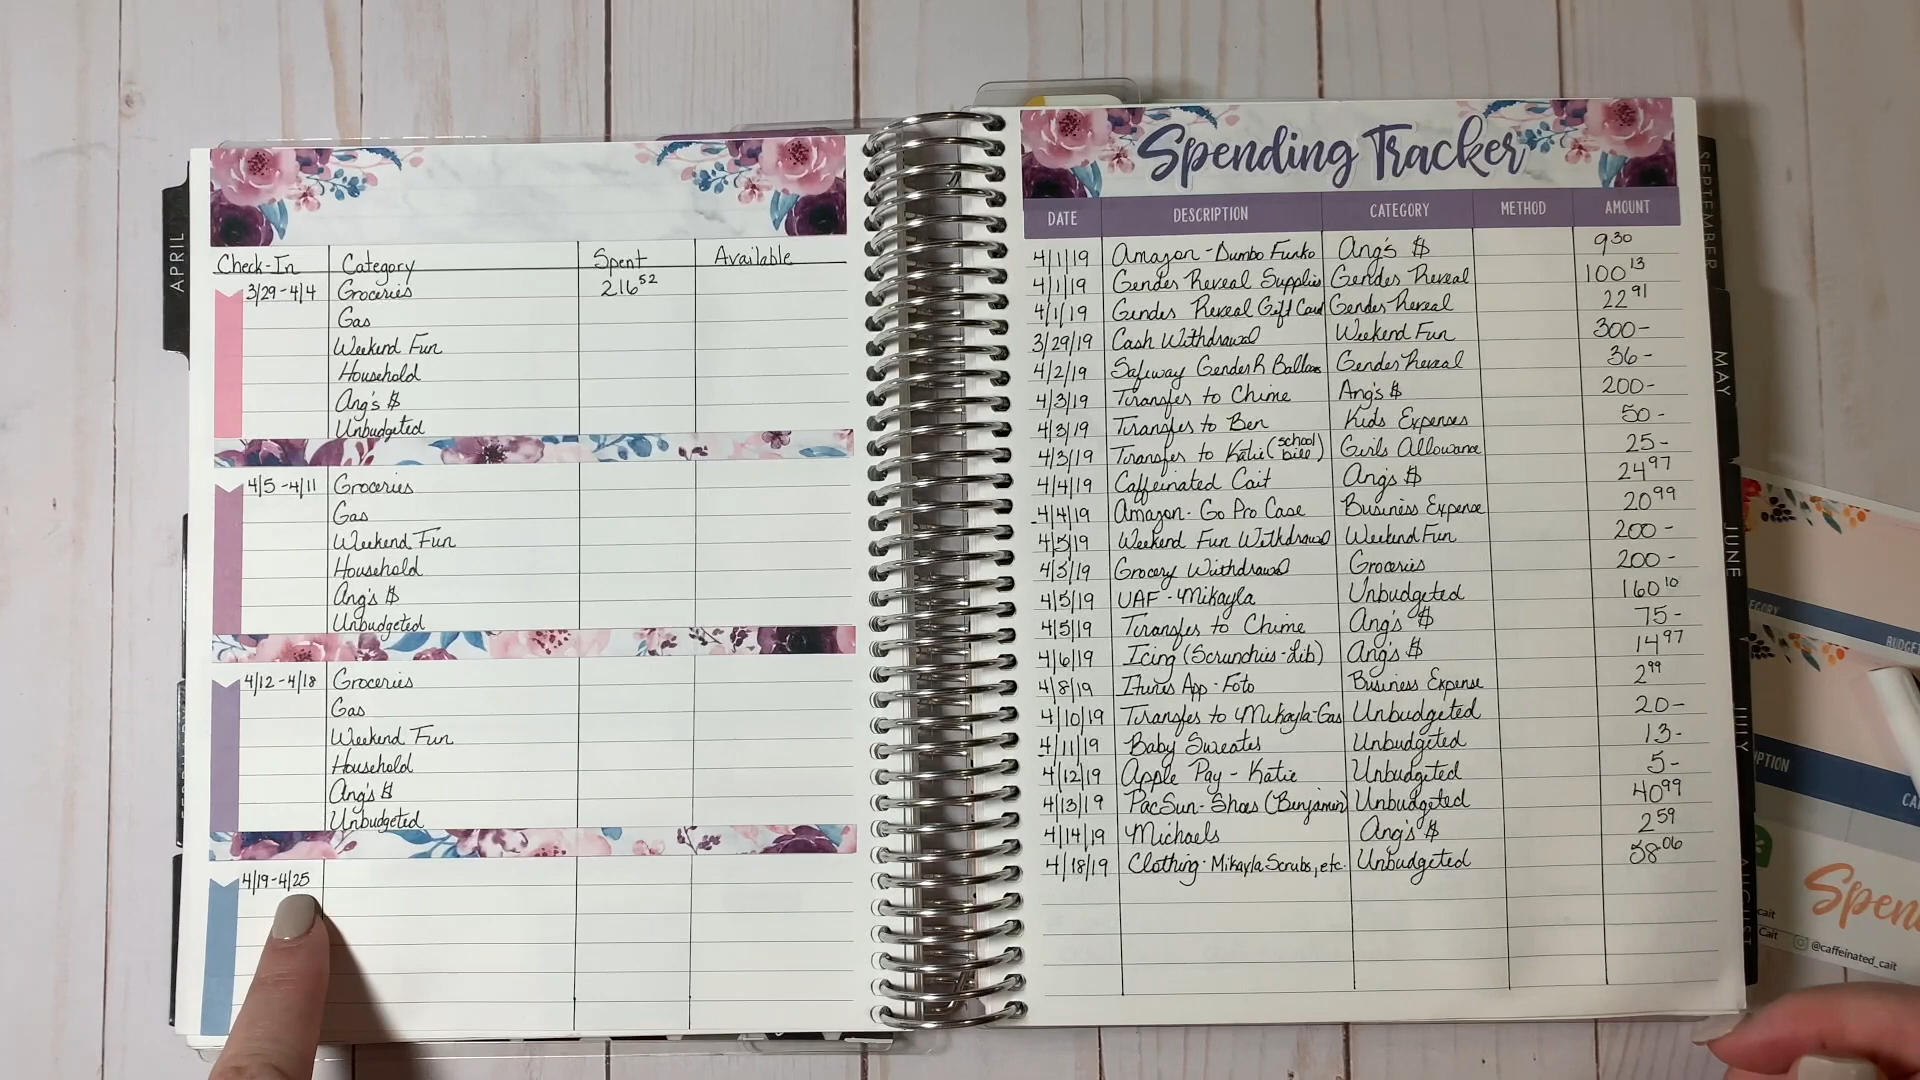 APRIL
Check-In Category Spent Available
3/29-4/4 Groceries 216 52
Gas
Weekend Fun
Household
Ang's $
Unbudgeted
4/5-4/11 Groceries
Gas
Weekend Fun
Household
Ang's $
Unbudgeted
4/12-4/18 Groceries
Gas
Weekend Fun
Household
Ang's $
Unbudgeted
4/19-4/25
Spending Tracker
DATE DESCRIPTION CATEGORY METHOD AMOUNT
4/1/19 Amazon-Dumbo Funko Ang's $ 9 30
4/1/19 Gender Reveal Supplies Gender Reveal 100 13
4/1/19 Gender Reveal Gift Card Gender Reveal 22 91
3/29/19 Cash Withdrawal Weekend Fun 300-
4/2/19 Safeway Gender R Balloons Gender Reveal 36-
4/3/19 Transfer to Chime Ang's $ 200-
4/3/19 Transfer to Ben Kids Expenses 50-
4/3/19 Transfer to Katie (school bill) Girls Allowance 25-
4/4/19 Caffeinated Cait Ang's $ 24 97
4/4/19 Amazon-Go Pro Case Business Expense 20 99
4/5/19 Weekend Fun Withdrawal Weekend Fun 200-
4/5/19 Grocery Withdrawal Groceries 200-
4/5/19 UAF-Mikayla Unbudgeted 160 10
4/5/19 Transfer to Chime Ang's $ 75-
4/6/19 Icing (Scrunchies-Lib) Ang's $ 14 97
4/8/19 Itunes App-Foto Business Expense 2 99
4/10/19 Transfer to Mikayla-Gas Unbudgeted 20-
4/11/19 Baby Sweater Unbudgeted 13-
4/12/19 Apple Pay-Katie Unbudgeted 5-
4/13/19 PacSun-Shoes (Benjamin) Unbudgeted 40 99
4/14/19 Michaels Ang's $ 2 59
4/18/19 Clothing-Mikayla Scrubs, etc. Unbudgeted 58 06
SEPTEMBER
MAY
JUNE
JULY
AUGUST
EGORY BUDGE
PTION CA
Spen
cait
Cait @caffeinated_cait